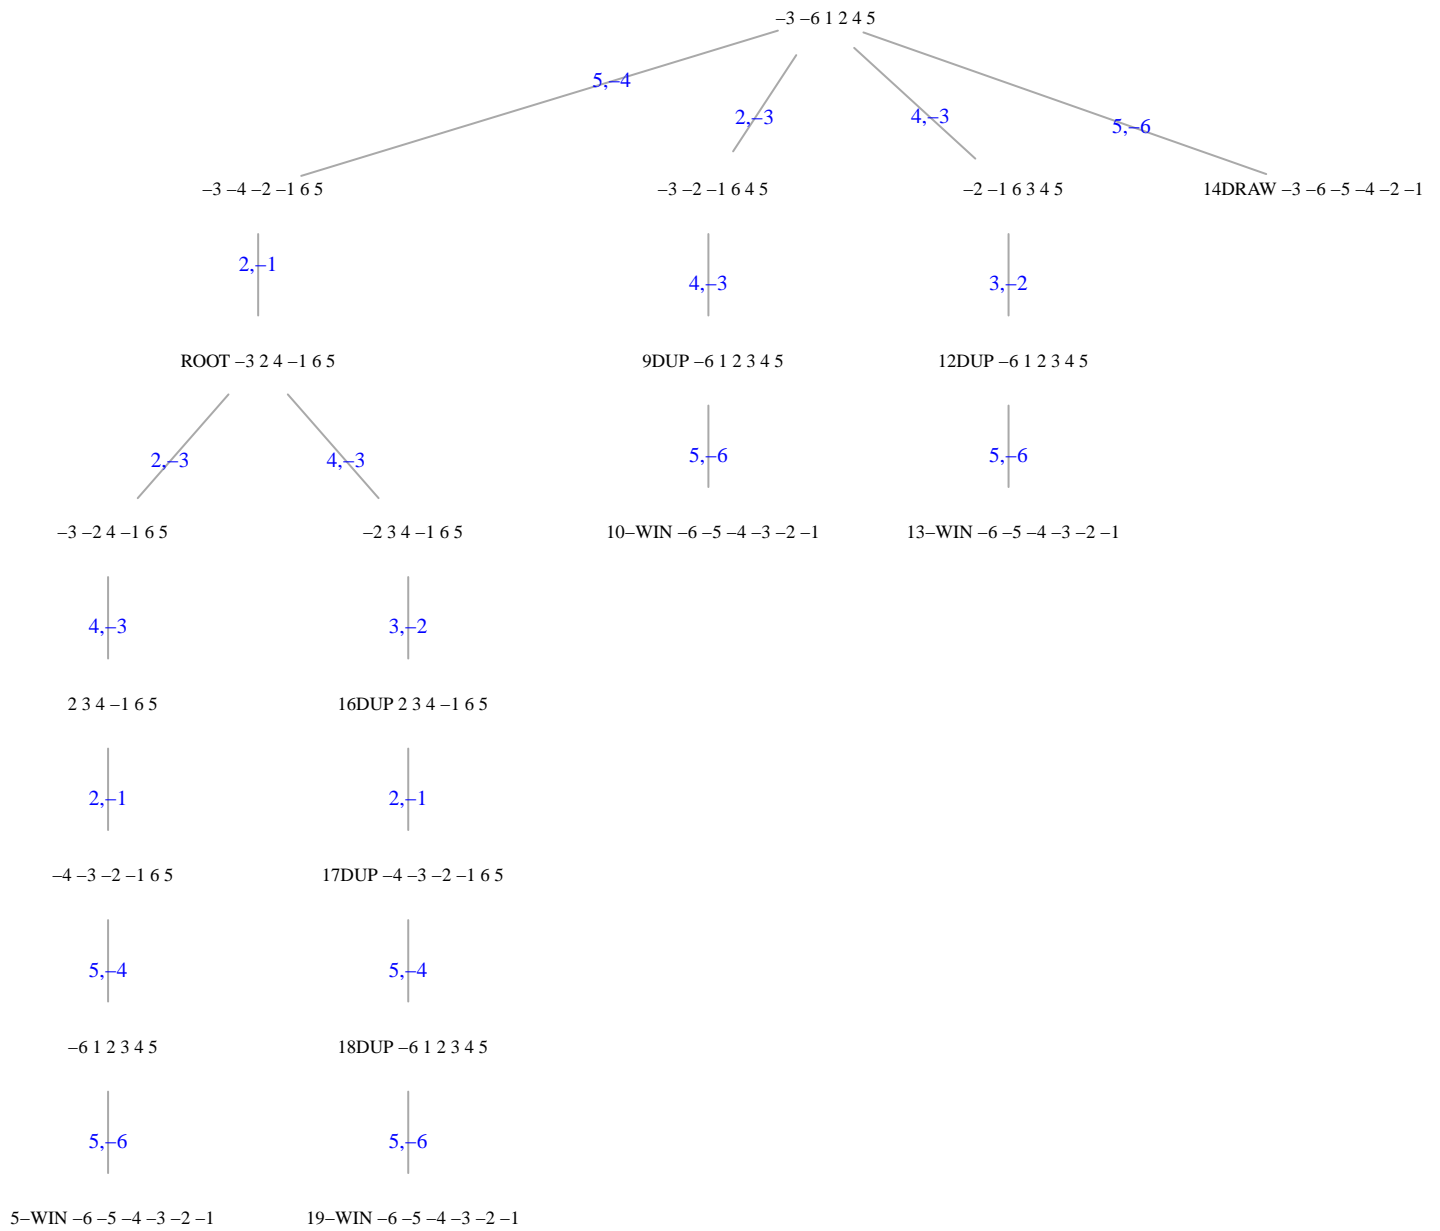 –3 –6 1 2 4 5
5,–4
2,–3
4,–3
5,–6
–3 –4 –2 –1 6 5
–3 –2 –1 6 4 5
–2 –1 6 3 4 5
14DRAW –3 –6 –5 –4 –2 –1
2,–1
4,–3
3,–2
ROOT –3 2 4 –1 6 5
9DUP –6 1 2 3 4 5
12DUP –6 1 2 3 4 5
2,–3
4,–3
5,–6
5,–6
–3 –2 4 –1 6 5
–2 3 4 –1 6 5
10–WIN –6 –5 –4 –3 –2 –1
13–WIN –6 –5 –4 –3 –2 –1
4,–3
3,–2
2 3 4 –1 6 5
16DUP 2 3 4 –1 6 5
2,–1
2,–1
–4 –3 –2 –1 6 5
17DUP –4 –3 –2 –1 6 5
5,–4
5,–4
–6 1 2 3 4 5
18DUP –6 1 2 3 4 5
5,–6
5,–6
5–WIN –6 –5 –4 –3 –2 –1
19–WIN –6 –5 –4 –3 –2 –1